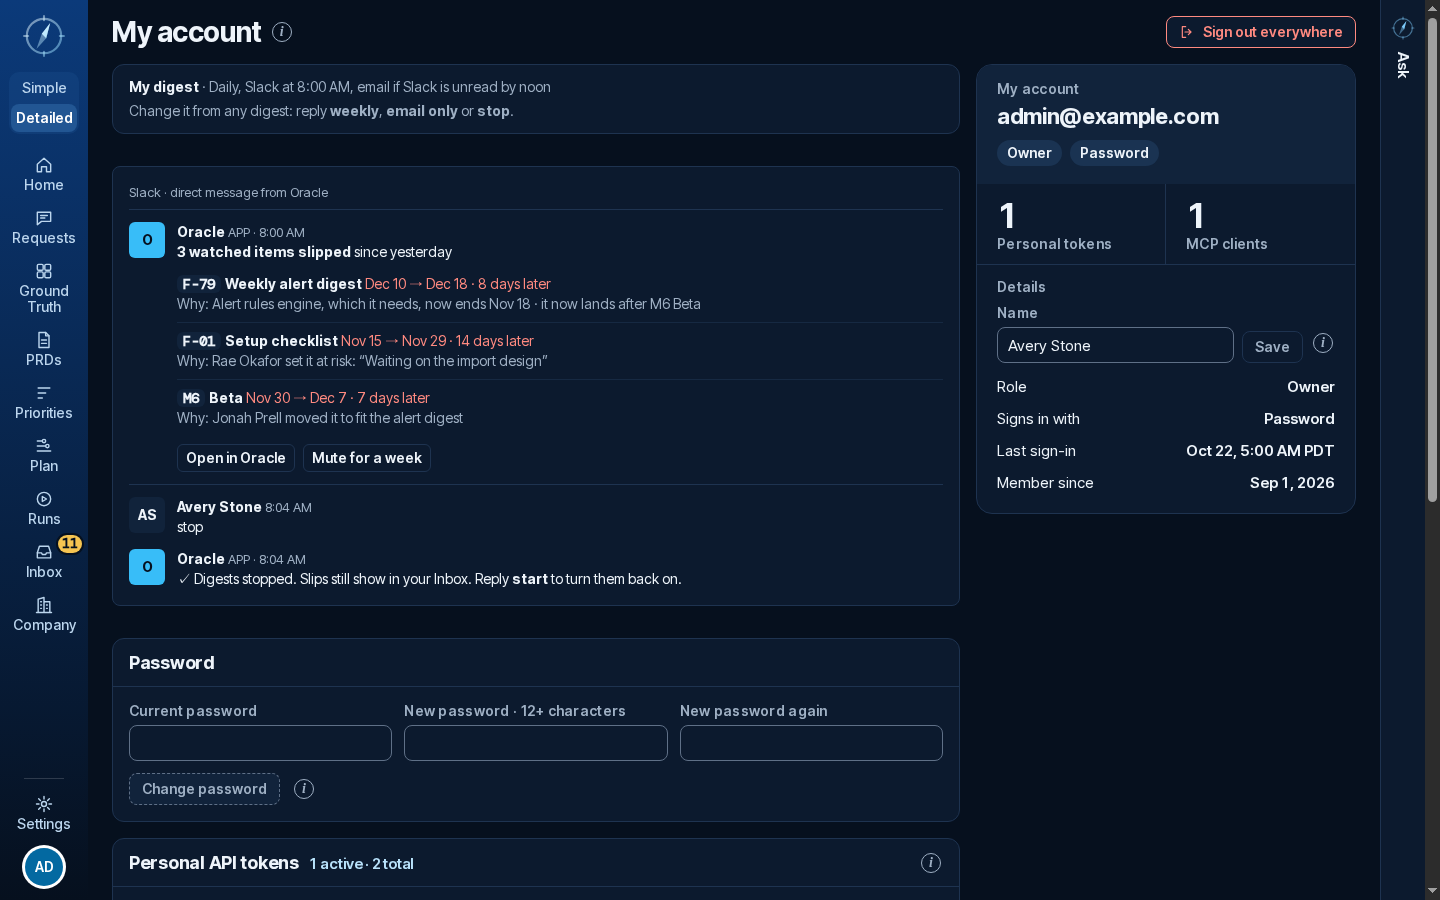 Simple
Detailed
Home
Requests
Ground
Truth
PRDs
Priorities
Plan
Runs
11
Inbox
Company
Settings
AD
My account
i
Sign out everywhere
My digest · Daily, Slack at 8:00 AM, email if Slack is unread by noon
Change it from any digest: reply weekly, email only or stop.
Slack · direct message from Oracle
O
Oracle APP · 8:00 AM
3 watched items slipped since yesterday
F-79 Weekly alert digest Dec 10 → Dec 18 · 8 days later
Why: Alert rules engine, which it needs, now ends Nov 18 · it now lands after M6 Beta
F-01 Setup checklist Nov 15 → Nov 29 · 14 days later
Why: Rae Okafor set it at risk: “Waiting on the import design”
M6 Beta Nov 30 → Dec 7 · 7 days later
Why: Jonah Prell moved it to fit the alert digest
Open in Oracle
Mute for a week
AS
Avery Stone 8:04 AM
stop
O
Oracle APP · 8:04 AM
✓ Digests stopped. Slips still show in your Inbox. Reply start to turn them back on.
Password
Current password
New password · 12+ characters
New password again
Change password
i
Personal API tokens 1 active · 2 total
i
My account
admin@example.com
Owner
Password
1
Personal tokens
1
MCP clients
Details
Name
Avery Stone
Save
i
Role Owner
Signs in with Password
Last sign-in Oct 22, 5:00 AM PDT
Member since Sep 1, 2026
Ask